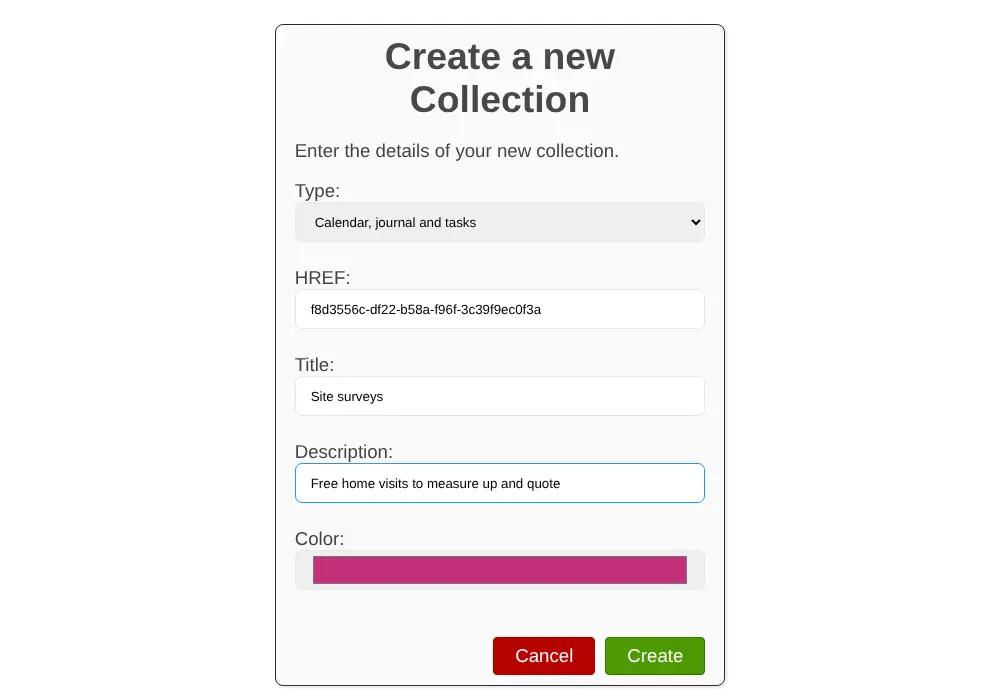 Create a new
Collection
Enter the details of your new collection.
Type:
Calendar, journal and tasks
HREF:
f8d3556c-df22-b58a-f96f-3c39f9ec0f3a
Title:
Site surveys
Description:
Free home visits to measure up and quote
Color:
Cancel Create